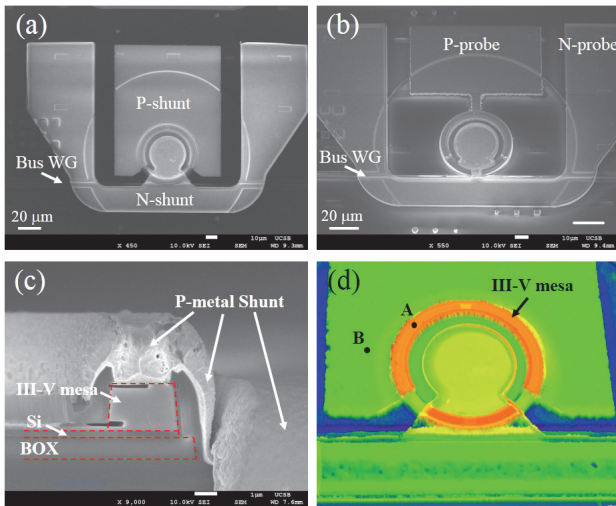 (a)
P-shunt
Bus WG
N-shunt
20 μm
X 450 10.0kV SEI 10μm UCSB SEM WD 9.3mm
(b)
P-probe
N-probe
Bus WG
20 μm
X 550 10.0kV SEI 10μm UCSB SEM WD 9.4mm
(c)
P-metal Shunt
III-V mesa
Si
BOX
X 9,000 10.0kV SEI 1μm UCSB SEM WD 7.6mm
(d)
III-V mesa
A
B